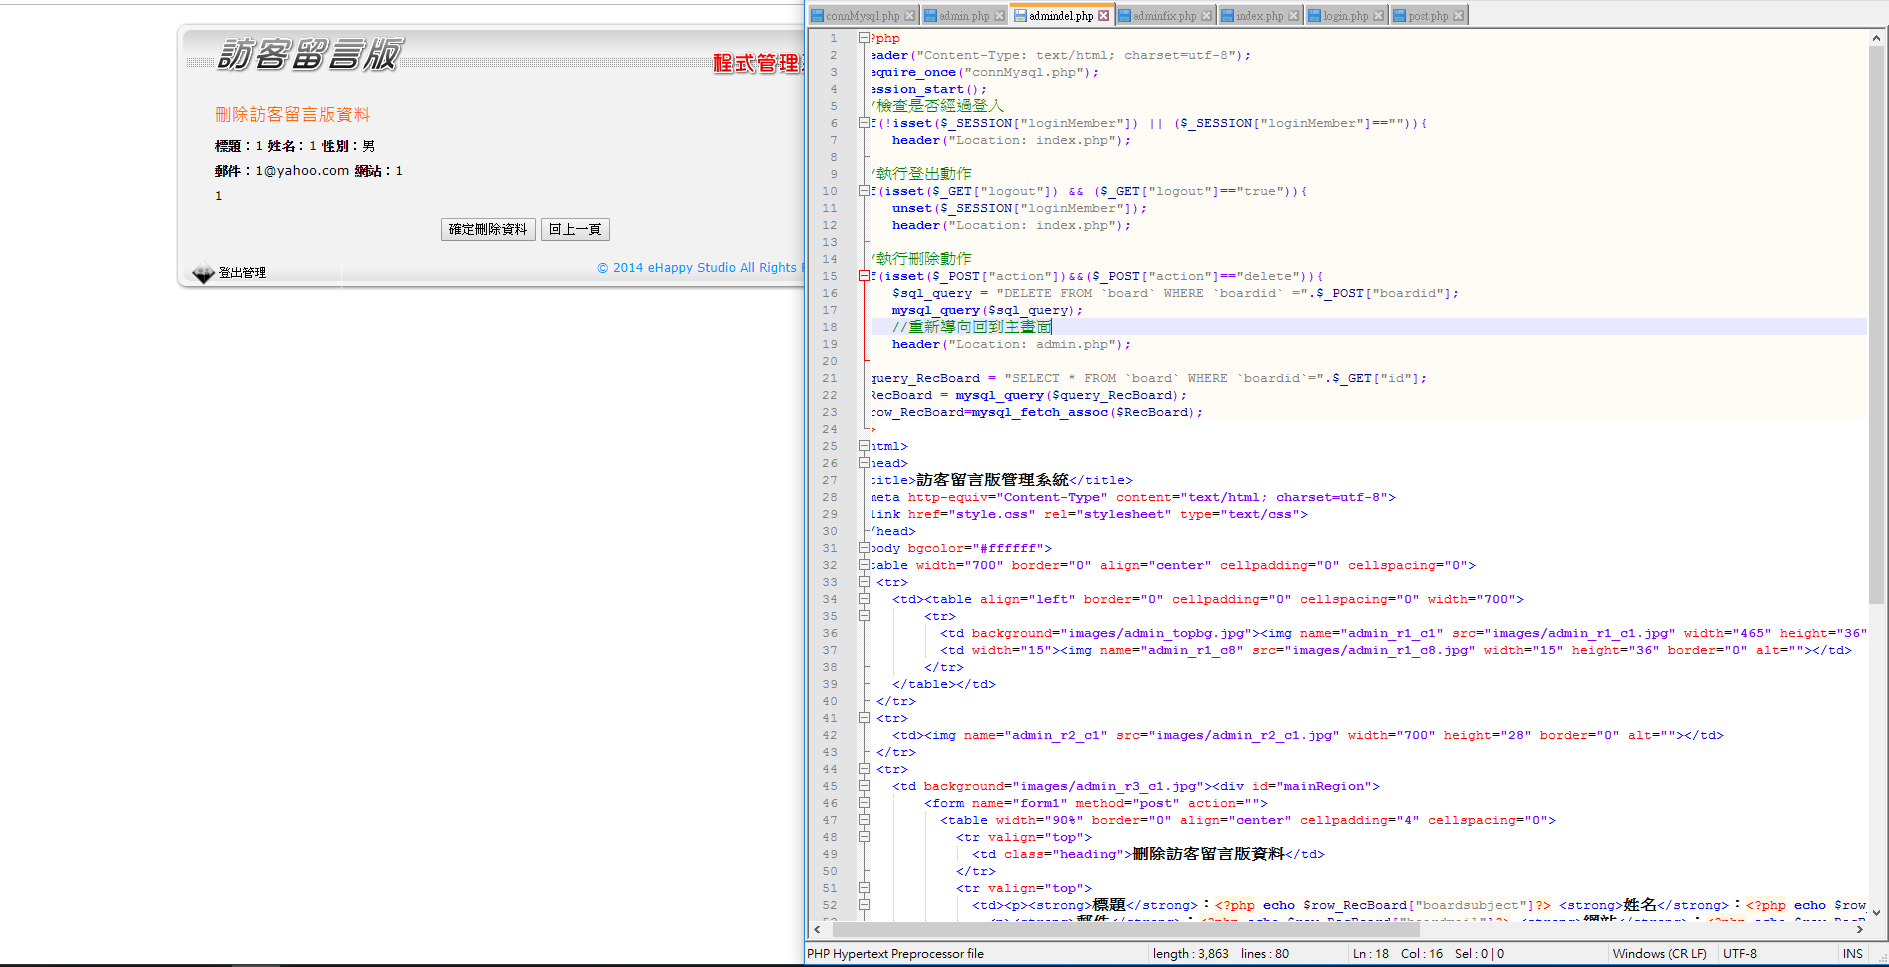 訪客留言版
程式管理
刪除訪客留言版資料
標題：1 姓名：1 性別：男
郵件：1@yahoo.com 網站：1
1
確定刪除資料 回上一頁
登出管理
© 2014 eHappy Studio All Rights
connMysql.php admin.php admindel.php adminfix.php index.php login.php post.php
1 ?php
2 eader("Content-Type: text/html; charset=utf-8");
3 equire_once("connMysql.php");
4 ession_start();
5 /檢查是否經過登入
6 f(!isset($_SESSION["loginMember"]) || ($_SESSION["loginMember"]=="")){
7 header("Location: index.php");
8
9 /執行登出動作
10 f(isset($_GET["logout"]) && ($_GET["logout"]=="true")){
11 unset($_SESSION["loginMember"]);
12 header("Location: index.php");
13
14 /執行刪除動作
15 f(isset($_POST["action"])&&($_POST["action"]=="delete")){
16 $sql_query = "DELETE FROM `board` WHERE `boardid` =".$_POST["boardid"];
17 mysql_query($sql_query);
18 //重新導向回到主畫面
19 header("Location: admin.php");
20
21 query_RecBoard = "SELECT * FROM `board` WHERE `boardid`=".$_GET["id"];
22 RecBoard = mysql_query($query_RecBoard);
23 row_RecBoard=mysql_fetch_assoc($RecBoard);
24 >
25 html>
26 head>
27 title>訪客留言版管理系統</title>
28 meta http-equiv="Content-Type" content="text/html; charset=utf-8">
29 link href="style.css" rel="stylesheet" type="text/css">
30 /head>
31 body bgcolor="#ffffff">
32 table width="700" border="0" align="center" cellpadding="0" cellspacing="0">
33 <tr>
34 <td><table align="left" border="0" cellpadding="0" cellspacing="0" width="700">
35 <tr>
36 <td background="images/admin_topbg.jpg"><img name="admin_r1_c1" src="images/admin_r1_c1.jpg" width="465" height="36"
37 <td width="15"><img name="admin_r1_c8" src="images/admin_r1_c8.jpg" width="15" height="36" border="0" alt=""></td>
38 </tr>
39 </table></td>
40 </tr>
41 <tr>
42 <td><img name="admin_r2_c1" src="images/admin_r2_c1.jpg" width="700" height="28" border="0" alt=""></td>
43 </tr>
44 <tr>
45 <td background="images/admin_r3_c1.jpg"><div id="mainRegion">
46 <form name="form1" method="post" action="">
47 <table width="90%" border="0" align="center" cellpadding="4" cellspacing="0">
48 <tr valign="top">
49 <td class="heading">刪除訪客留言版資料</td>
50 </tr>
51 <tr valign="top">
52 <td><p><strong>標題</strong>：<?php echo $row_RecBoard["boardsubject"]?> <strong>姓名</strong>：<?php echo $row
PHP Hypertext Preprocessor file length : 3,863 lines : 80 Ln : 18 Col : 16 Sel : 0 | 0 Windows (CR LF) UTF-8 INS